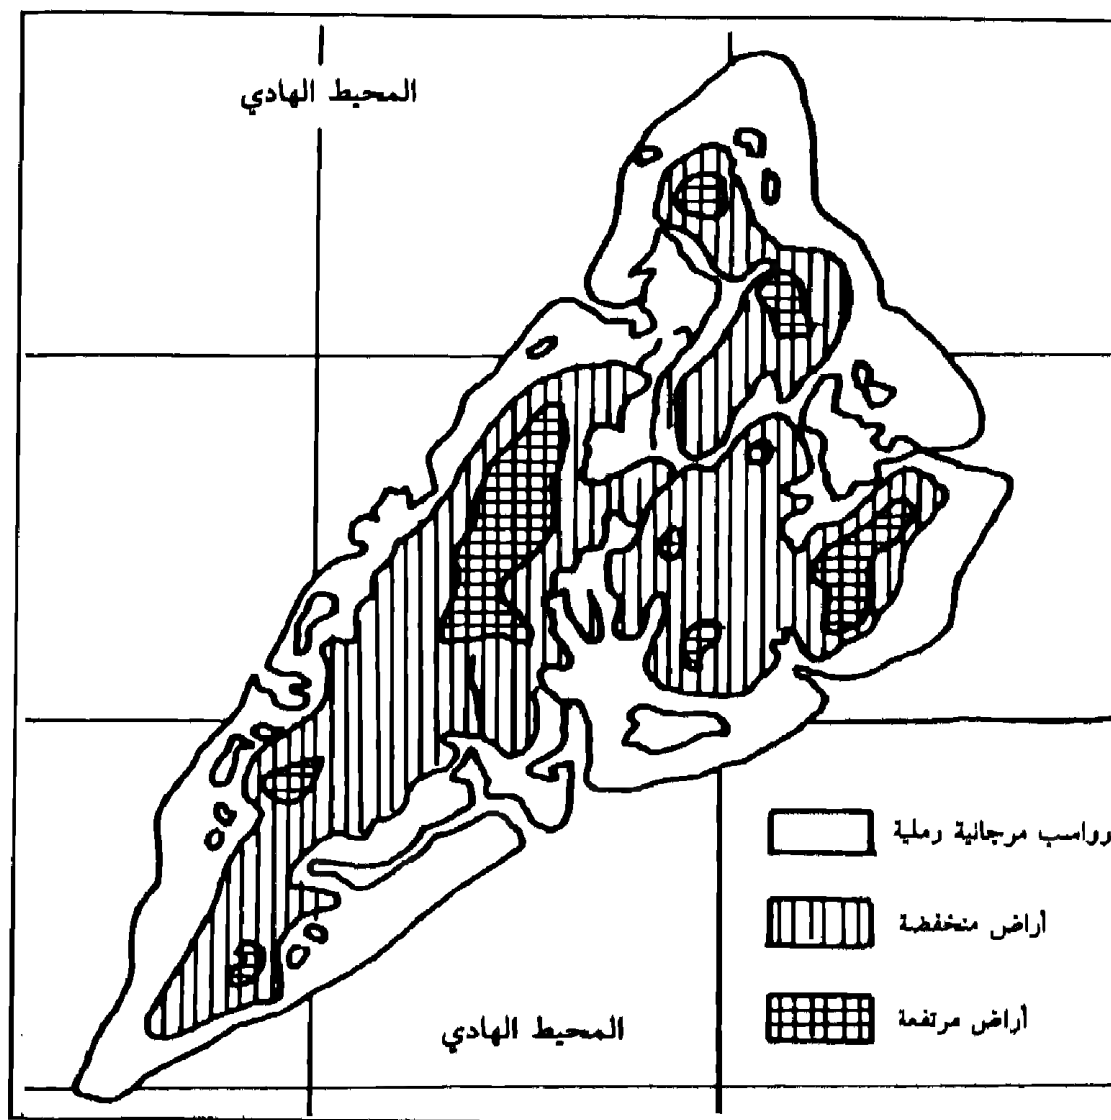 المحيط الهادي
رواسب مرجانية رملية
أراض منخفضة
أراض مرتفعة
المحيط الهادي